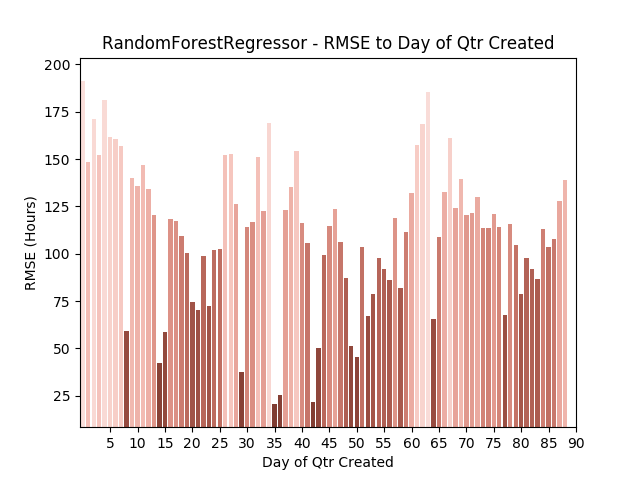 RandomForestRegressor - RMSE to Day of Qtr Created
200
175
150
125
100
75
50
25
RMSE (Hours)
5 10 15 20 25 30 35 40 45 50 55 60 65 70 75 80 85 90
Day of Qtr Created